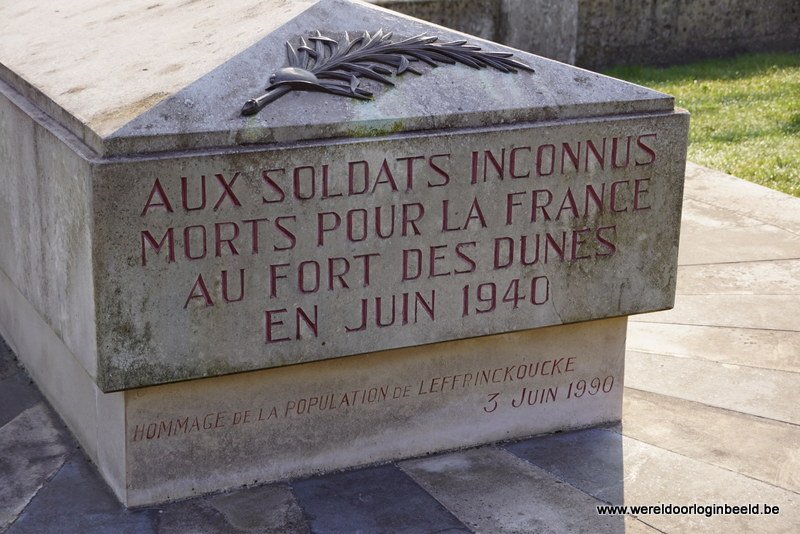 AUX SOLDATS INCONNUS
MORTS POUR LA FRANCE
AU FORT DES DUNES
EN JUIN 1940
HOMMAGE DE LA POPULATION DE LEFFRINCKOUCKE
3 JUIN 1990
www.wereldoorloginbeeld.be